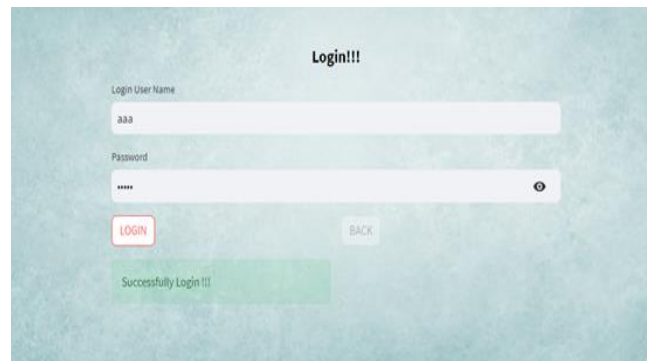 Login!!!
Login User Name
aaa
Password
•••••
LOGIN
BACK
Successfully Login !!!